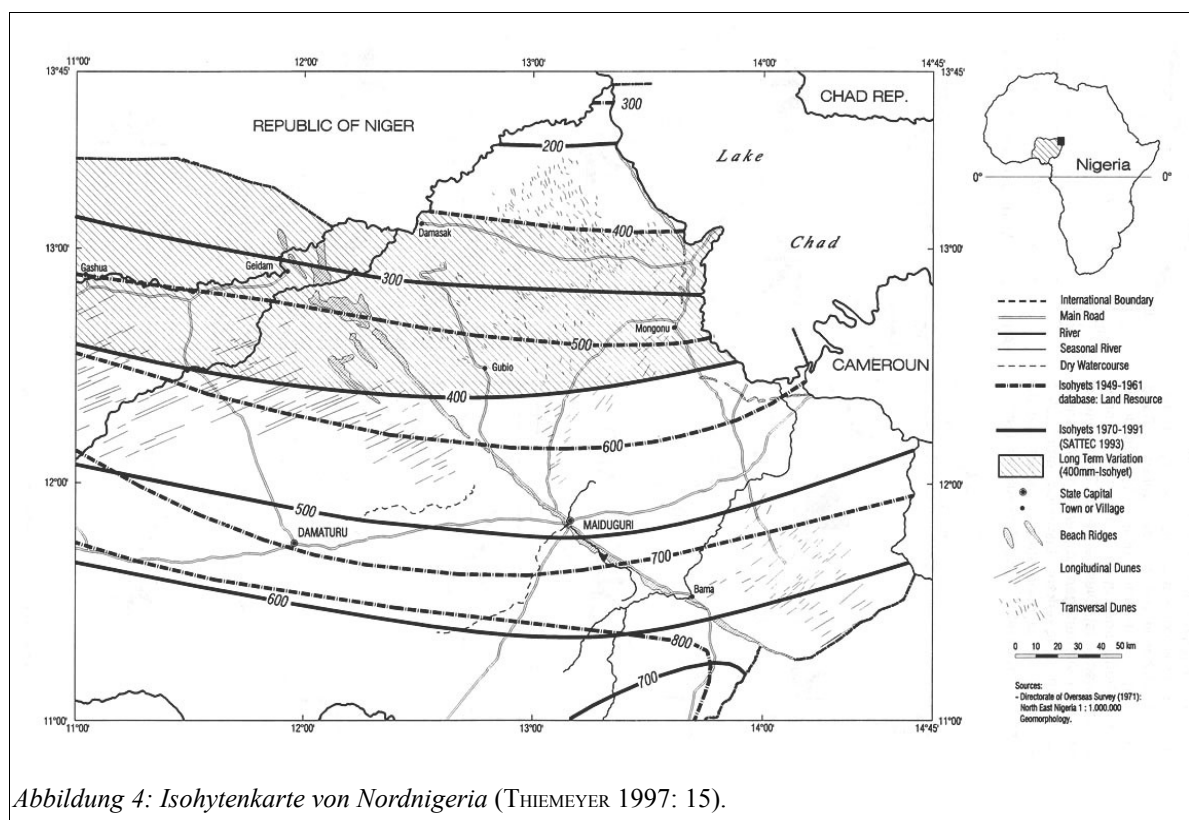 11°00'
12°00'
13°00'
14°00'
14°45'
13°45'
13°45'
REPUBLIC OF NIGER
CHAD REP.
300
200
Lake
Nigeria
0°
0°
400
Damasak
Chad
13°00'
13°00'
Gashua
Geidam
300
Mongonu
500
Gubio
CAMEROUN
400
600
12°00'
12°00'
500
MAIDUGURI
DAMATURU
700
Bama
600
800
700
11°00'
11°00'
11°00'
12°00'
13°00'
14°00'
14°45'
International Boundary
Main Road
River
Seasonal River
Dry Watercourse
Isohyets 1949-1961
database: Land Resource
Isohyets 1970-1991
(SATTEC 1993)
Long Term Variation
(400mm-Isohyet)
State Capital
Town or Village
Beach Ridges
Longitudinal Dunes
Transversal Dunes
0 10 20 30 40 50 km
Sources:
- Directorate of Overseas Survey (1971):
North East Nigeria 1 : 1.000.000
Geomorphology.
Abbildung 4: Isohytenkarte von Nordnigeria (THIEMEYER 1997: 15).